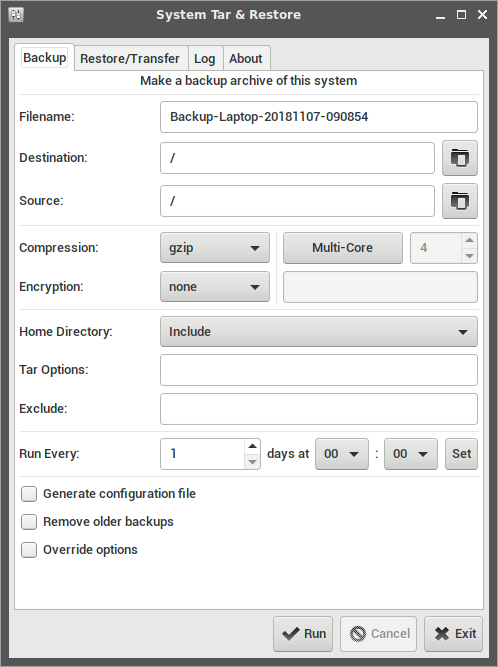 System Tar & Restore
Backup Restore/Transfer Log About
Make a backup archive of this system
Filename: Backup-Laptop-20181107-090854
Destination: /
Source: /
Compression: gzip Multi-Core 4
Encryption: none
Home Directory: Include
Tar Options:
Exclude:
Run Every: 1 days at 00 : 00 Set
Generate configuration file
Remove older backups
Override options
Run Cancel Exit